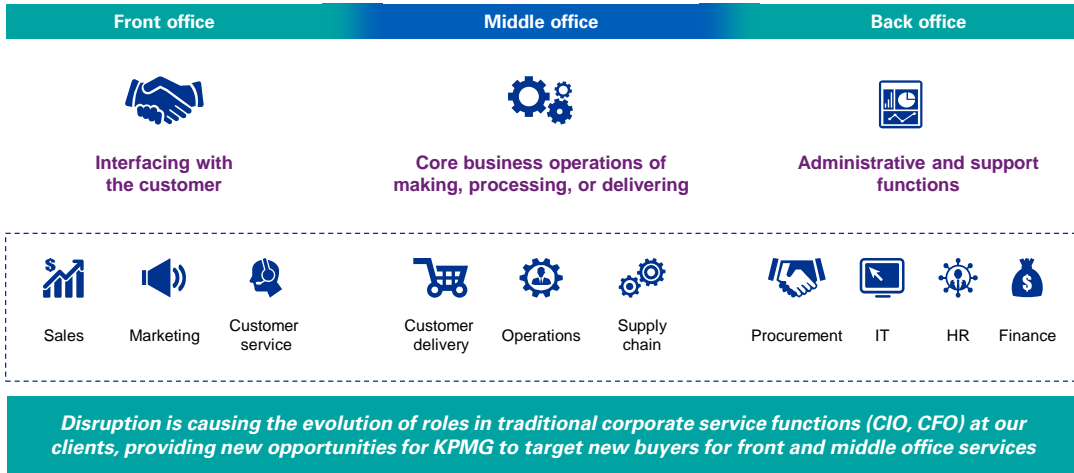 Front office
Middle office
Back office
Interfacing with
the customer
Core business operations of
making, processing, or delivering
Administrative and support
functions
$
Sales
Marketing
Customer
service
Customer
delivery
Operations
Supply
chain
Procurement
IT
HR
$
Finance
Disruption is causing the evolution of roles in traditional corporate service functions (CIO, CFO) at our
clients, providing new opportunities for KPMG to target new buyers for front and middle office services